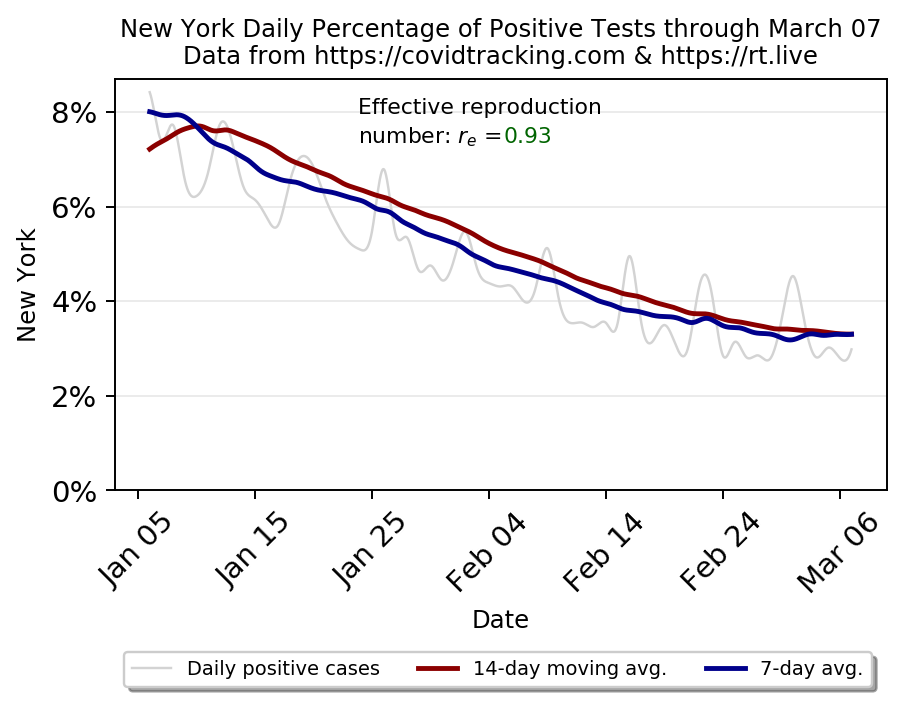 New York Daily Percentage of Positive Tests through March 07
Data from https://covidtracking.com & https://rt.live
Effective reproduction
number: rₑ =0.93
New York
8%
6%
4%
2%
0%
Jan 05
Jan 15
Jan 25
Feb 04
Feb 14
Feb 24
Mar 06
Date
Daily positive cases
14-day moving avg.
7-day avg.